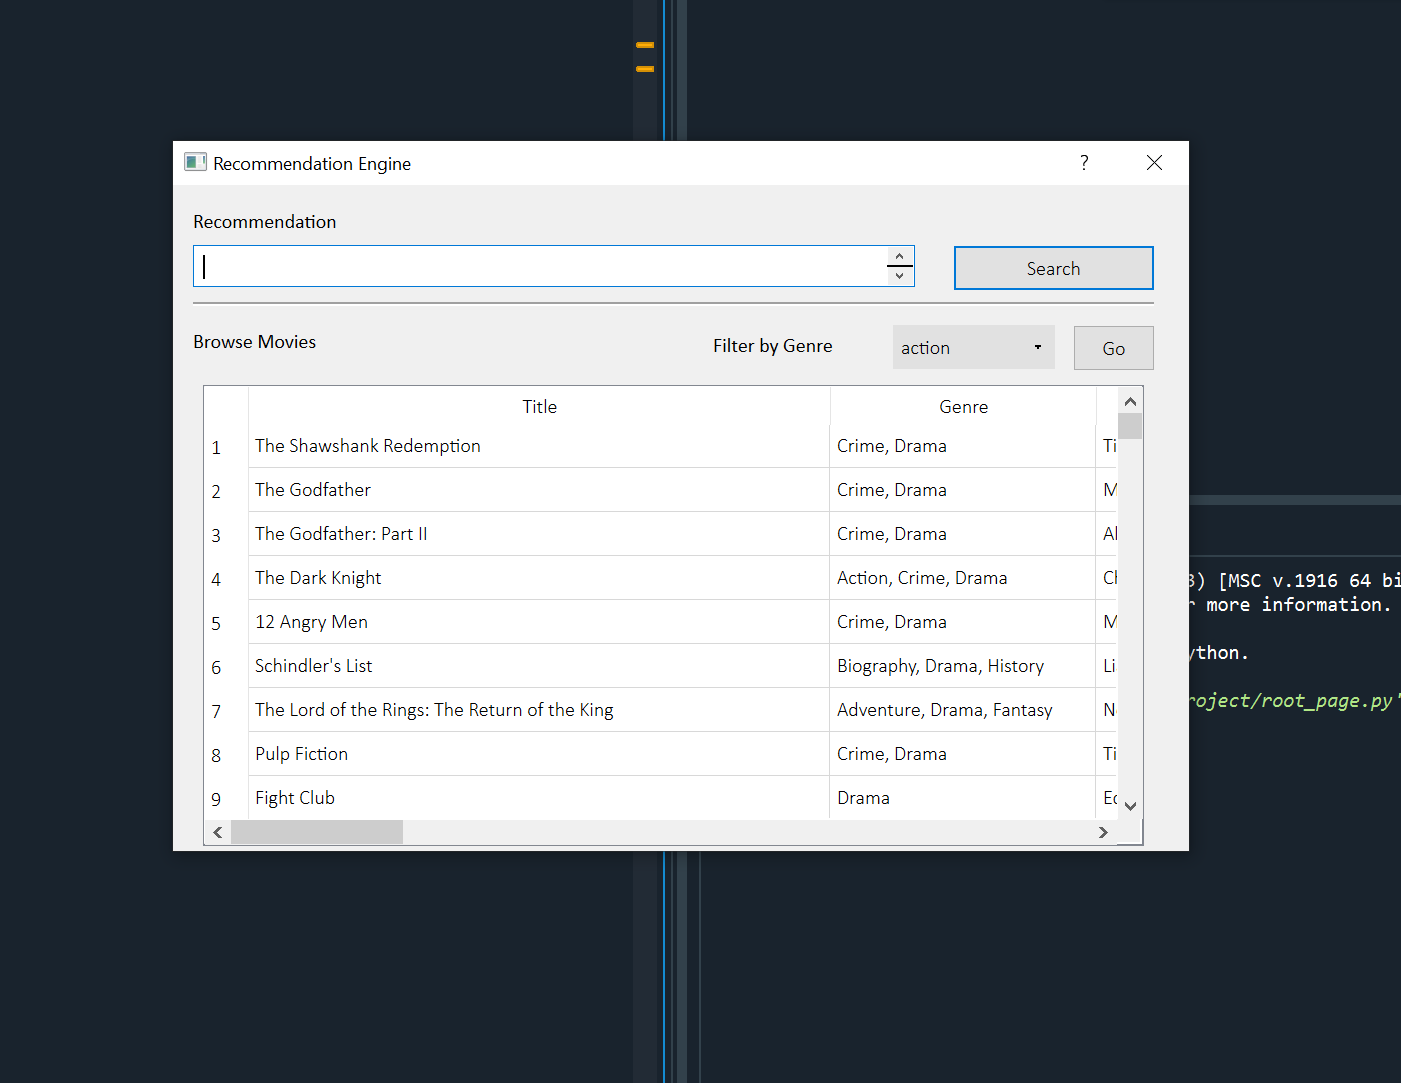 Recommendation Engine
?
Recommendation
Search
Browse Movies
Filter by Genre
action
Go
Title Genre
1 The Shawshank Redemption Crime, Drama Ti
2 The Godfather Crime, Drama M
3 The Godfather: Part II Crime, Drama Al
4 The Dark Knight Action, Crime, Drama Ch
5 12 Angry Men Crime, Drama M
6 Schindler's List Biography, Drama, History Li
7 The Lord of the Rings: The Return of the King Adventure, Drama, Fantasy
8 Pulp Fiction Crime, Drama Ti
9 Fight Club Drama
) [MSC v.1916 64 bi
more information.
ython.
roject/root_page.py'